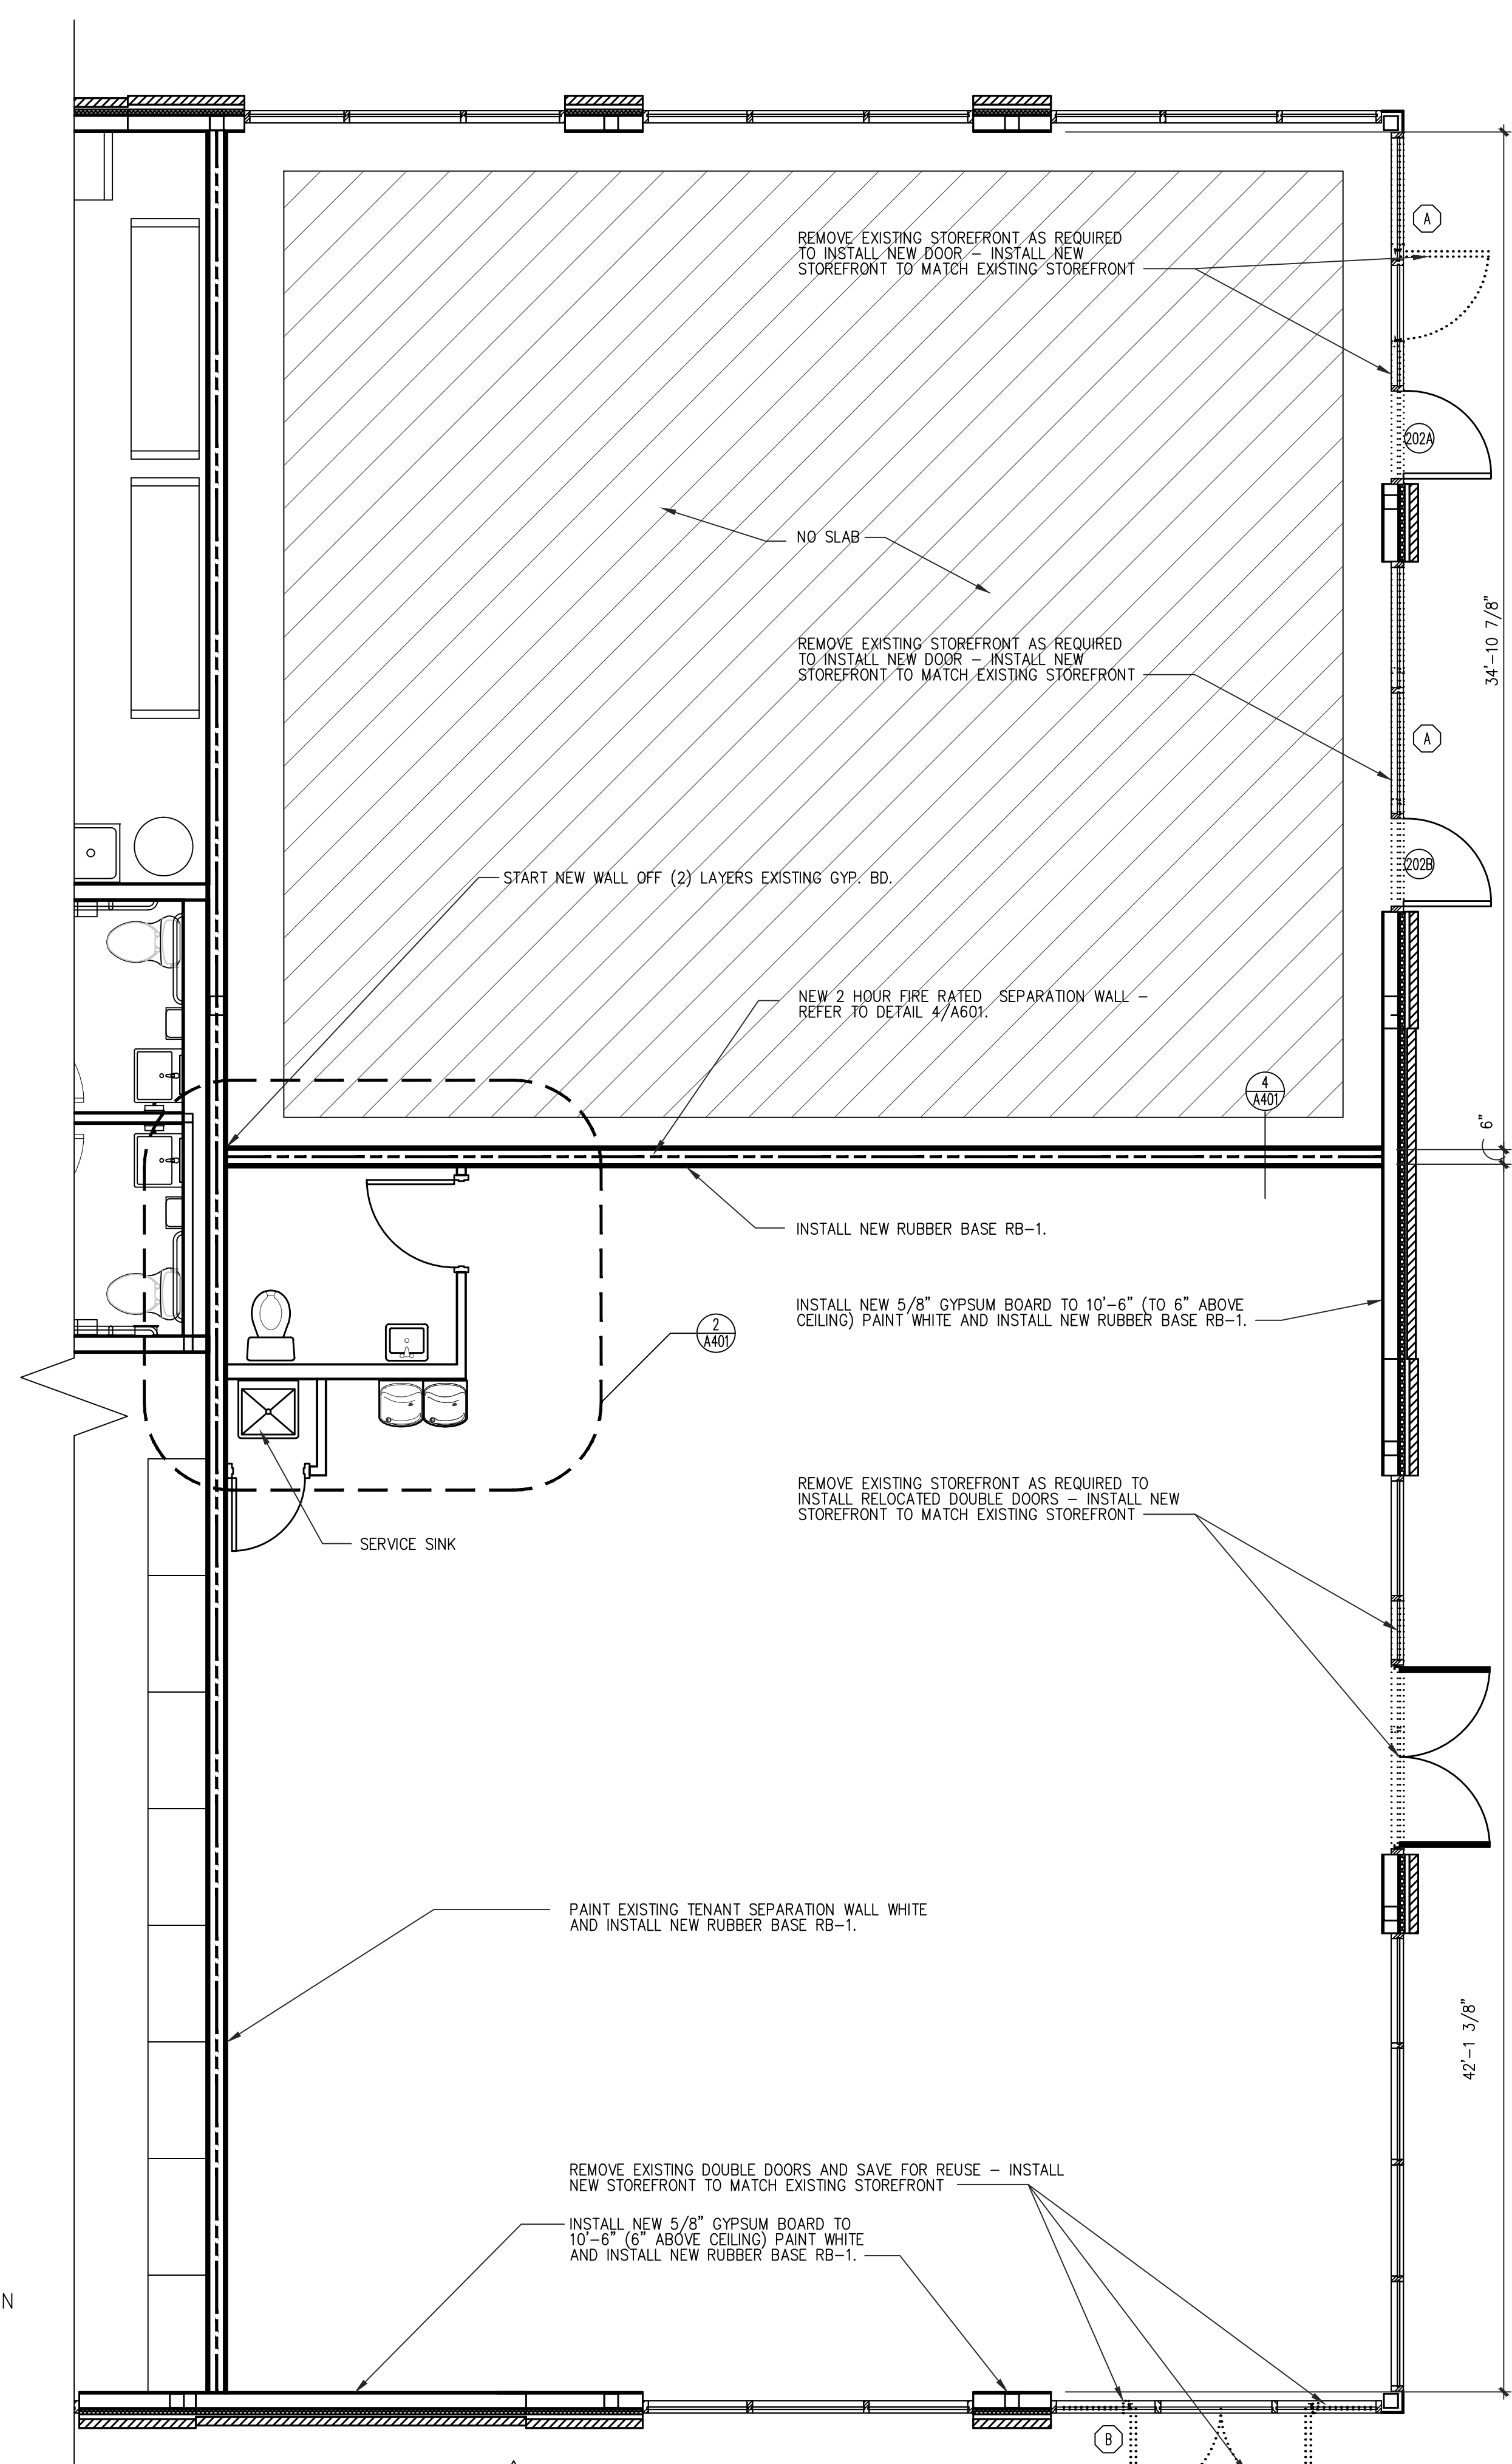 REMOVE EXISTING STOREFRONT AS REQUIRED
TO INSTALL NEW DOOR – INSTALL NEW
STOREFRONT TO MATCH EXISTING STOREFRONT
A
202A
NO SLAB
34'–10 7/8"
REMOVE EXISTING STOREFRONT AS REQUIRED
TO INSTALL NEW DOOR – INSTALL NEW
STOREFRONT TO MATCH EXISTING STOREFRONT
A
202B
START NEW WALL OFF (2) LAYERS EXISTING GYP. BD.
NEW 2 HOUR FIRE RATED SEPARATION WALL –
REFER TO DETAIL 4/A601.
4
A401
6"
INSTALL NEW RUBBER BASE RB–1.
INSTALL NEW 5/8" GYPSUM BOARD TO 10'–6" (TO 6" ABOVE
CEILING) PAINT WHITE AND INSTALL NEW RUBBER BASE RB–1.
2
A401
REMOVE EXISTING STOREFRONT AS REQUIRED TO
INSTALL RELOCATED DOUBLE DOORS – INSTALL NEW
STOREFRONT TO MATCH EXISTING STOREFRONT
SERVICE SINK
PAINT EXISTING TENANT SEPARATION WALL WHITE
AND INSTALL NEW RUBBER BASE RB–1.
42'–1 3/8"
REMOVE EXISTING DOUBLE DOORS AND SAVE FOR REUSE – INSTALL
NEW STOREFRONT TO MATCH EXISTING STOREFRONT
INSTALL NEW 5/8" GYPSUM BOARD TO
10'–6" (6" ABOVE CEILING) PAINT WHITE
AND INSTALL NEW RUBBER BASE RB–1.
N
B